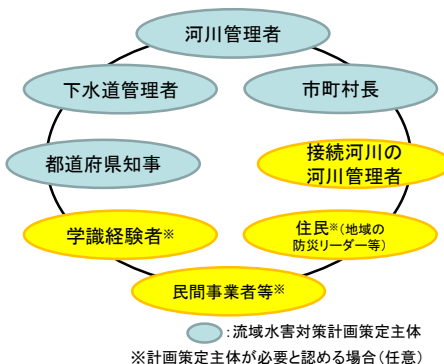 河川管理者
下水道管理者
市町村長
都道府県知事
接続河川の
河川管理者
学識経験者※
住民※(地域の
防災リーダー等)
民間事業者等※
:流域水害対策計画策定主体
※計画策定主体が必要と認める場合(任意)